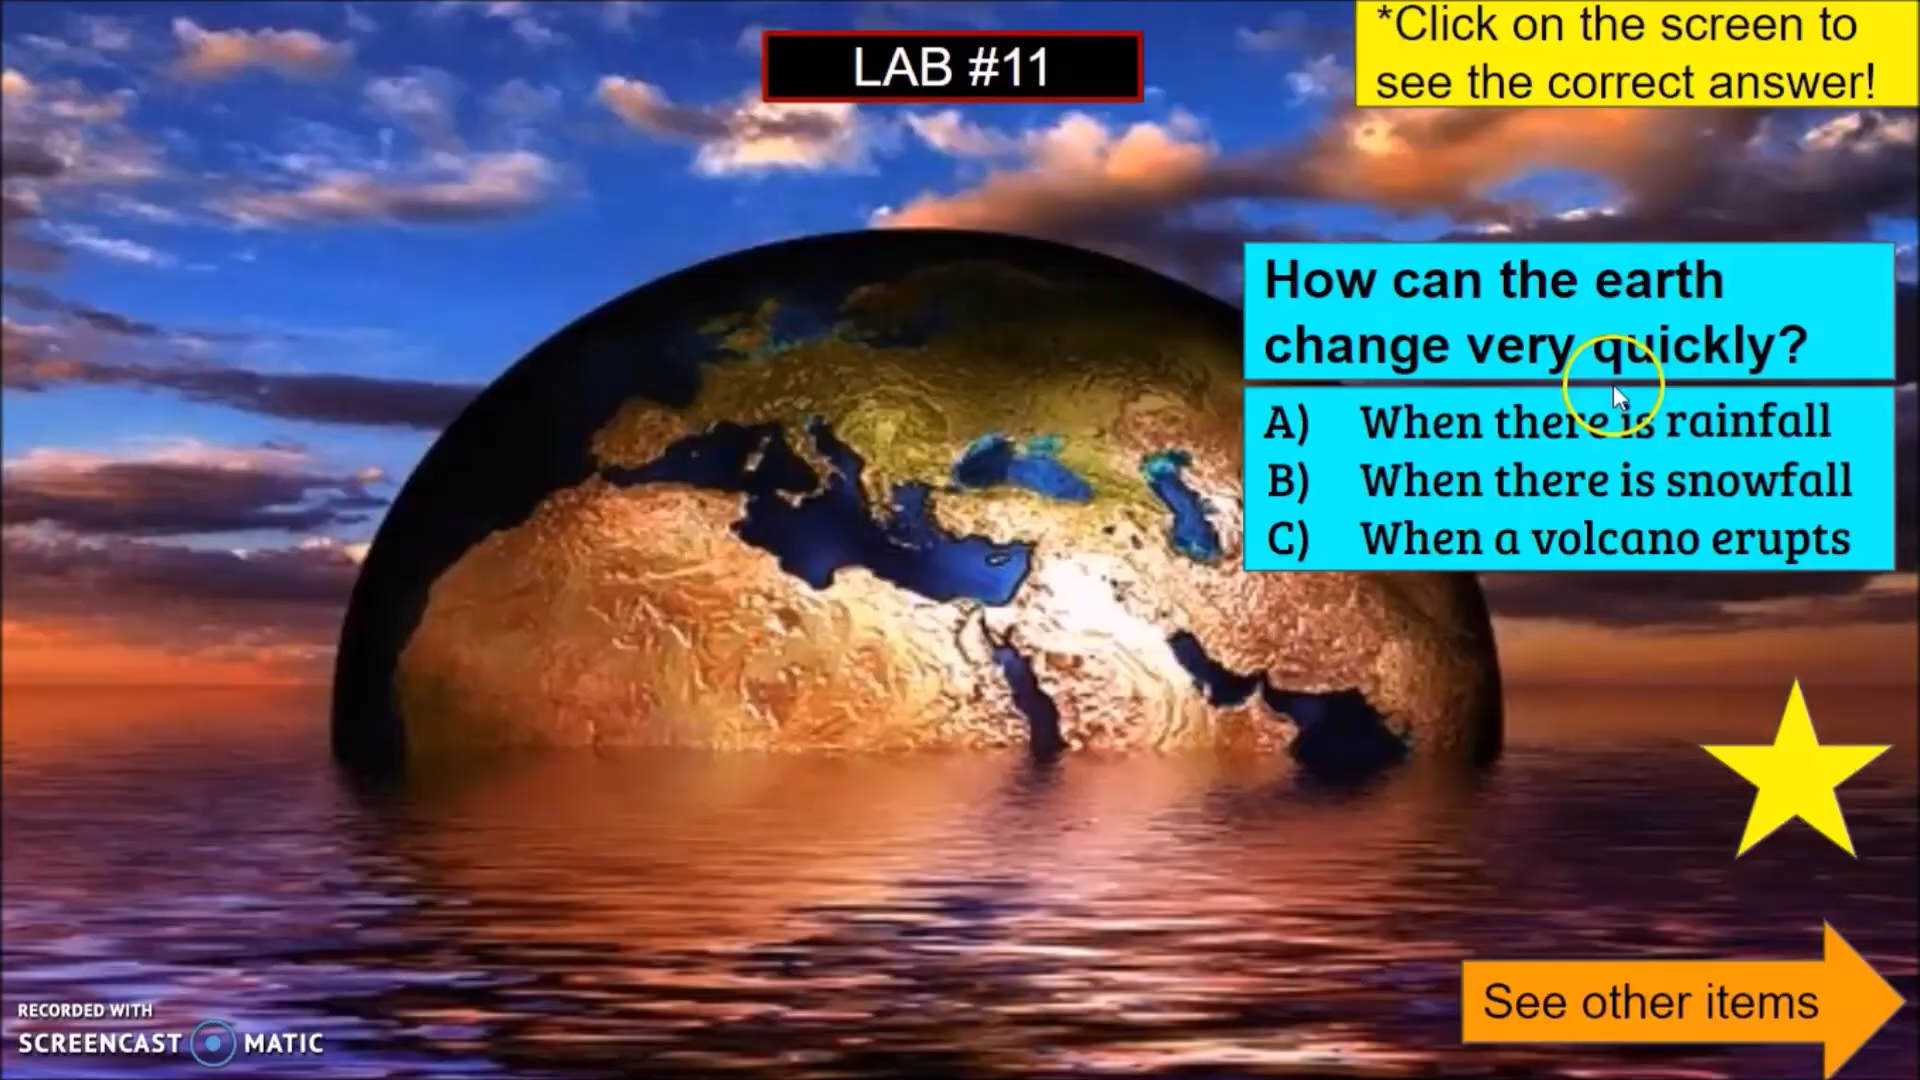 LAB #11
*Click on the screen to
see the correct answer!
How can the earth
change very quickly?
A) When there is rainfall
B) When there is snowfall
C) When a volcano erupts
See other items
RECORDED WITH
SCREENCAST MATIC